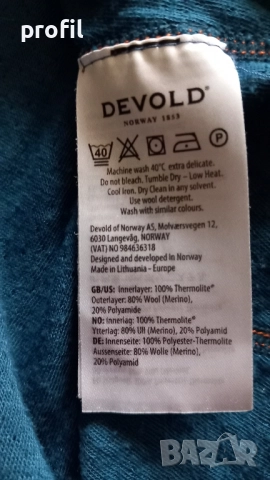 profil
DEVOLD®
NORWAY 1853
40 P
Machine wash 40°C extra delicate.
Do not bleach. Tumble Dry – Low Heat.
Cool Iron. Dry Clean in any solvent.
Use wool detergent.
Wash with similar colours.
Devold of Norway AS, Molværsvegen 12,
6030 Langevåg, NORWAY
(VAT) NO 984636318
Designed and developed in Norway
Made in Lithuania - Europe
GB/US: Innerlayer: 100% Thermolite®
Outerlayer: 80% Wool (Merino),
20% Polyamide
NO: Innerlag: 100% Thermolite®
Ytterlag: 80% Ull (Merino), 20% Polyamid
DE: Innenseite: 100% Polyester-Thermolite
Aussenseite: 80% Wolle (Merino),
20% Polyamid
BAZAR.BG